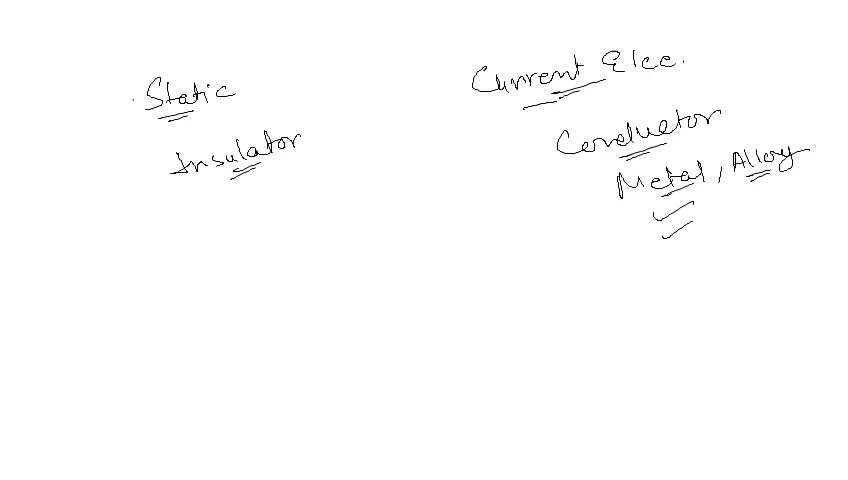 Static
Current Elec.
Insulator
Conductor
Metal, Alloy